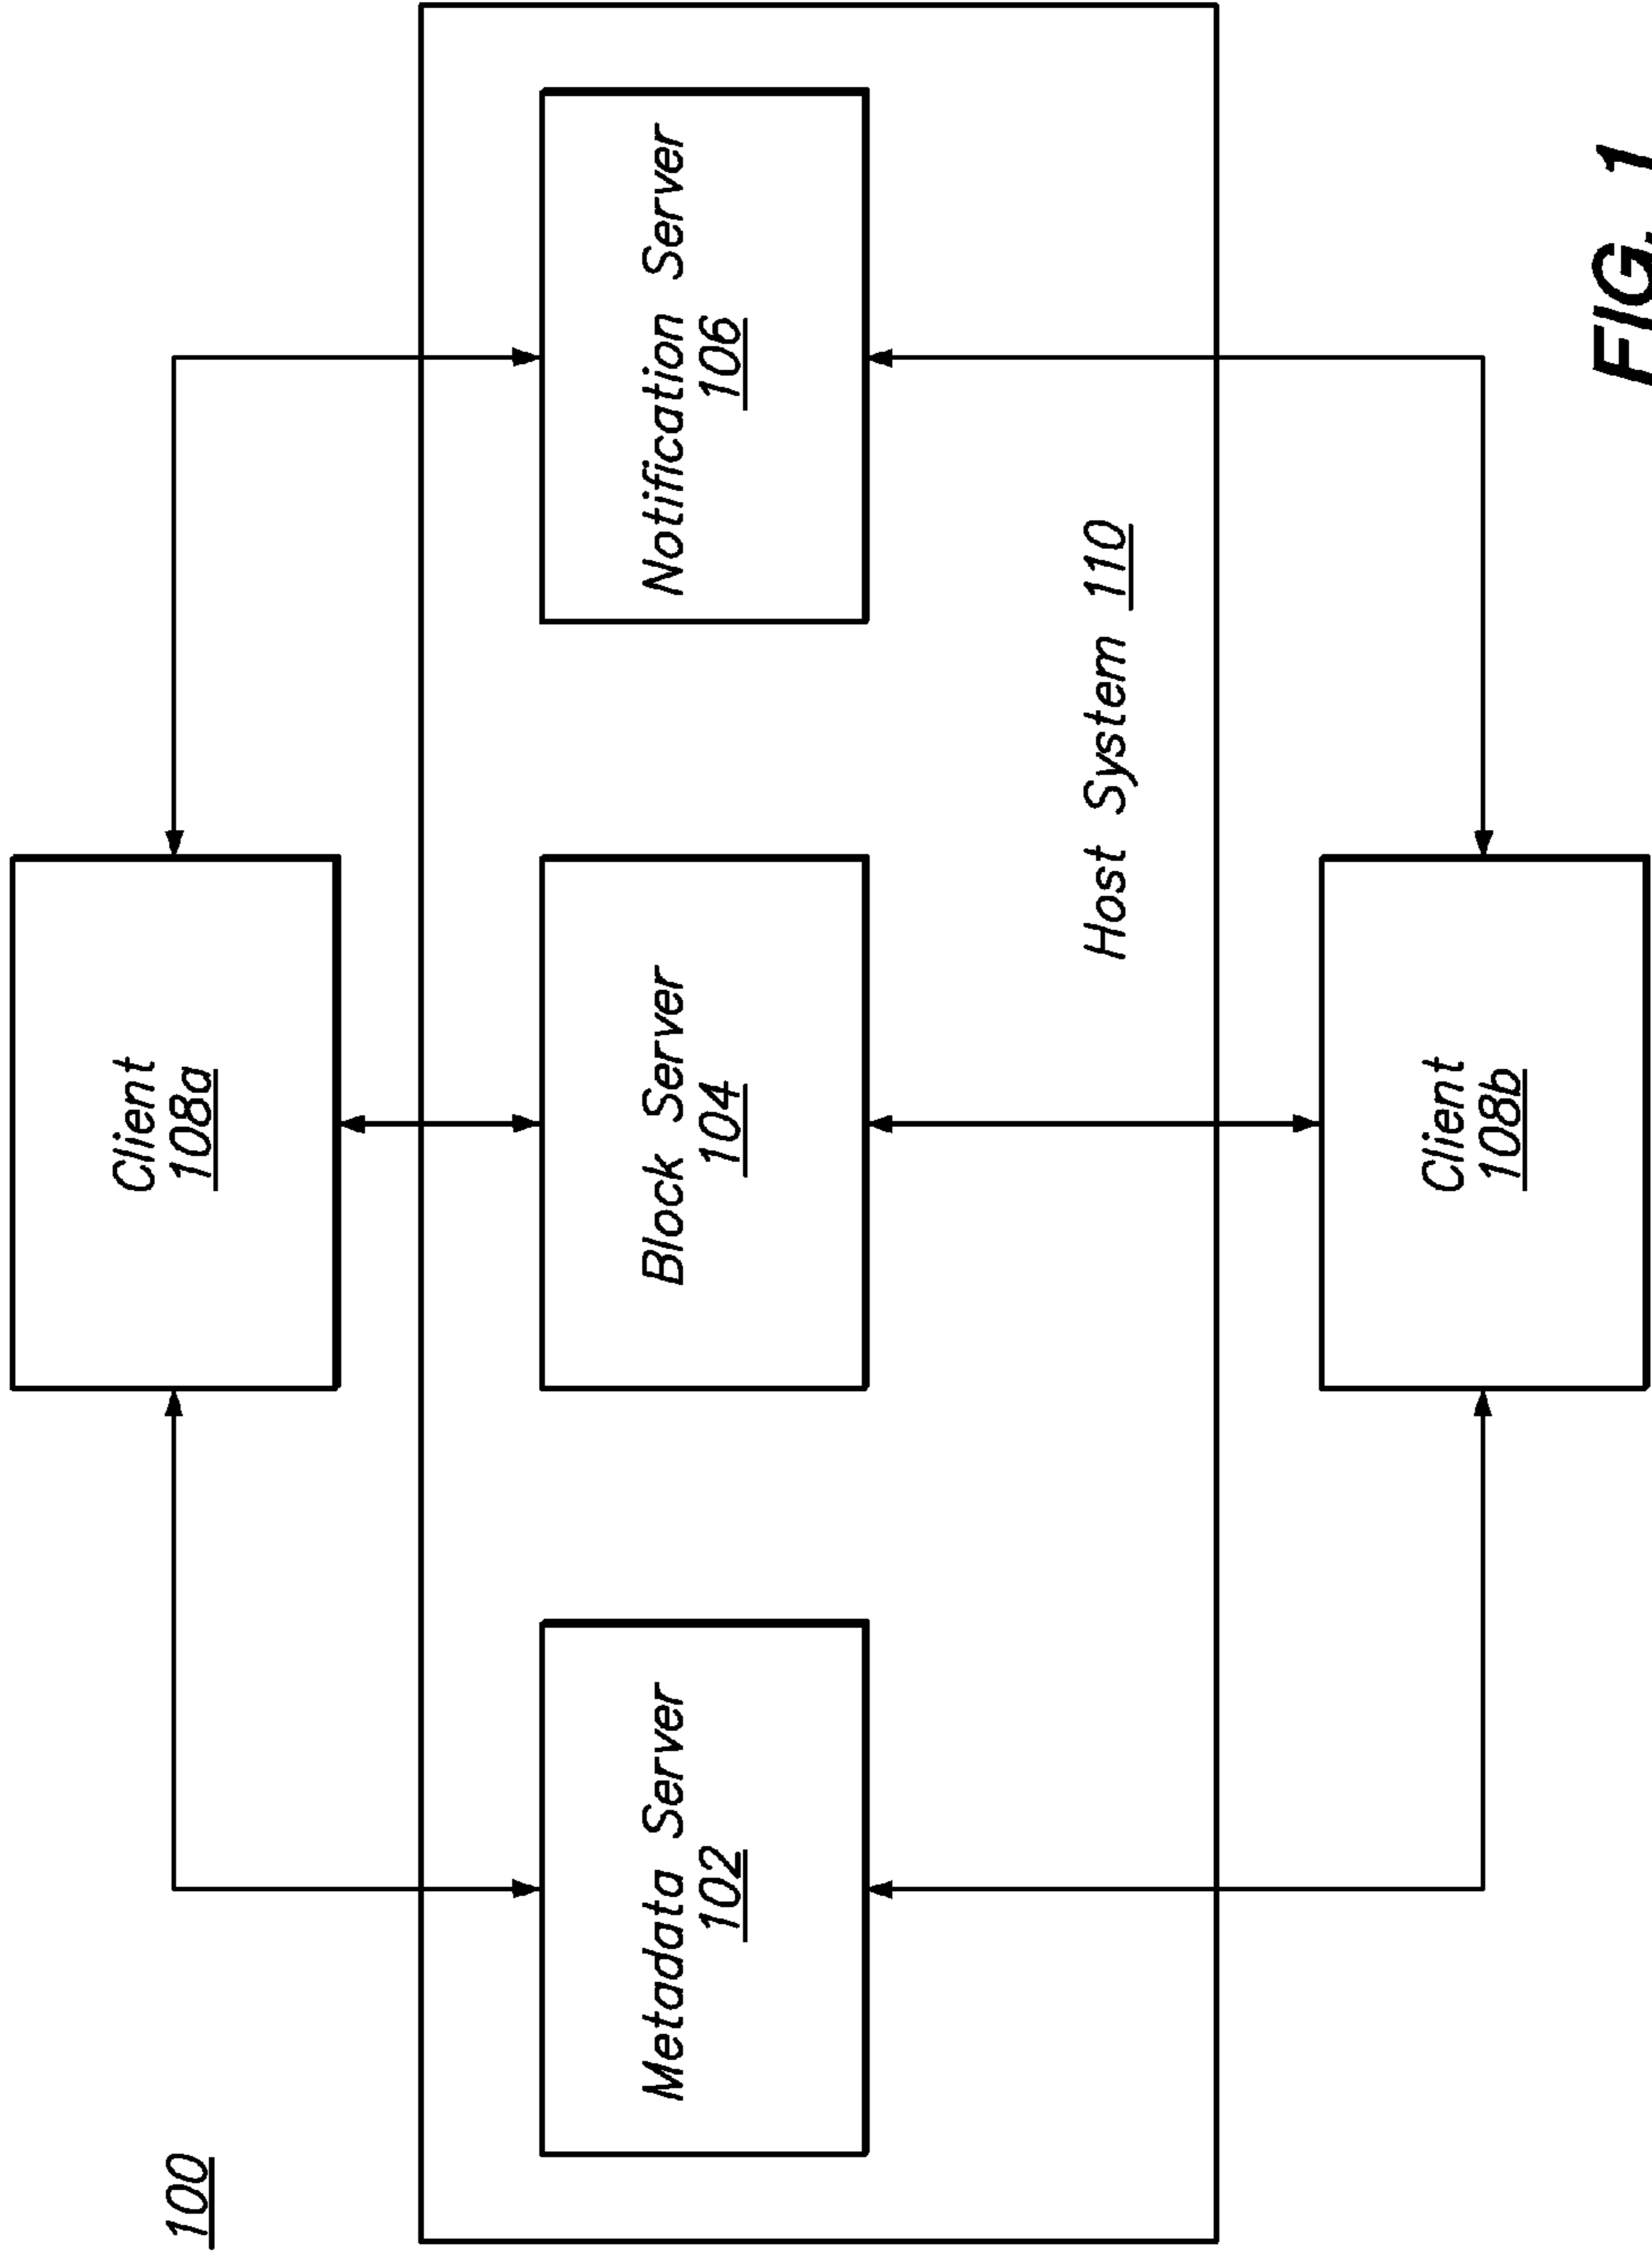 100
Client
108a
Metadata Server
102
Block Server
104
Notification Server
106
Host System 110
Client
108b
FIG. 1